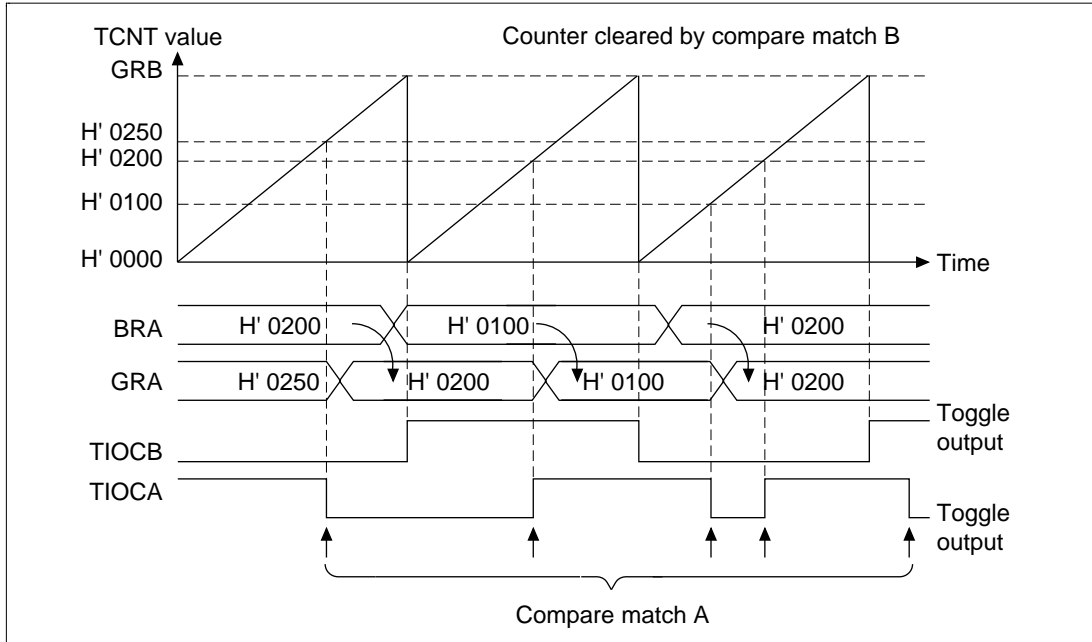 TCNT value
Counter cleared by compare match B
GRB
H' 0250
H' 0200
H' 0100
H' 0000
Time
BRA
H' 0200
H' 0100
H' 0200
GRA
H' 0250
H' 0200
H' 0100
H' 0200
TIOCB
Toggle
output
TIOCA
Toggle
output
Compare match A